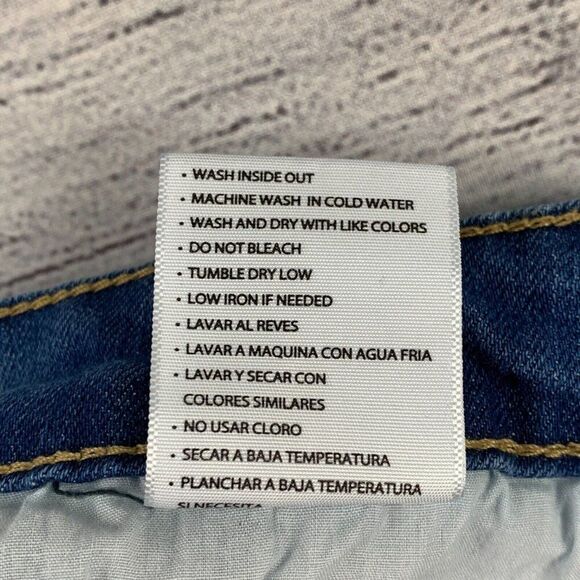 • WASH INSIDE OUT
• MACHINE WASH IN COLD WATER
• WASH AND DRY WITH LIKE COLORS
• DO NOT BLEACH
• TUMBLE DRY LOW
• LOW IRON IF NEEDED
• LAVAR AL REVES
• LAVAR A MAQUINA CON AGUA FRIA
• LAVAR Y SECAR CON
COLORES SIMILARES
• NO USAR CLORO
• SECAR A BAJA TEMPERATURA
• PLANCHAR A BAJA TEMPERATURA
SI NECESITA